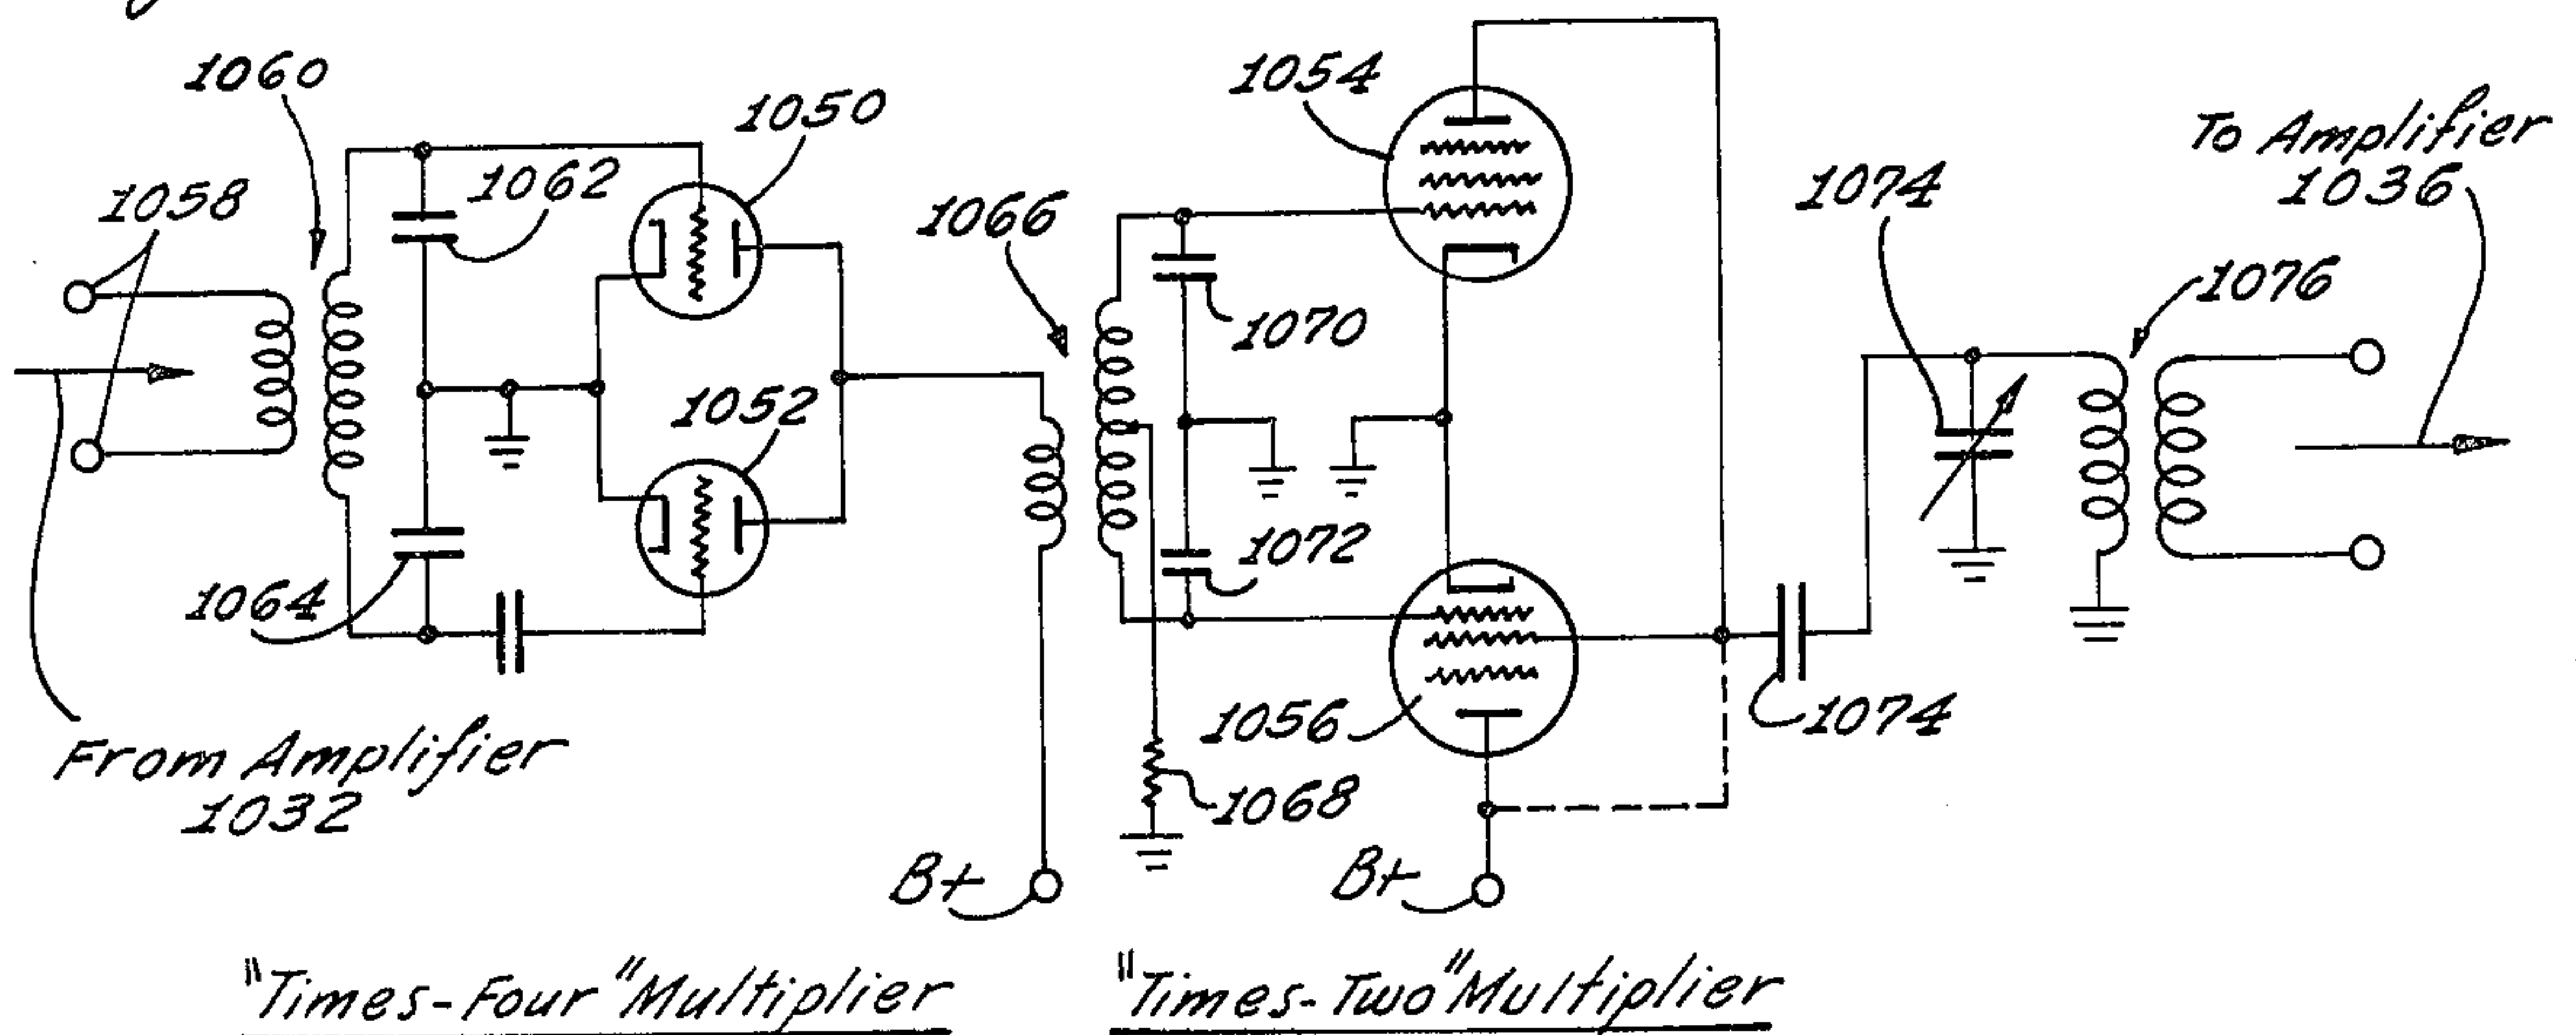 1060
1050
1054
To Amplifier
1036
1058
1062
1066
1074
1076
1070
1052
1064
1072
1056
1074
From Amplifier
1032
1068
B+
B+
"Times-Four" Multiplier
"Times-Two" Multiplier